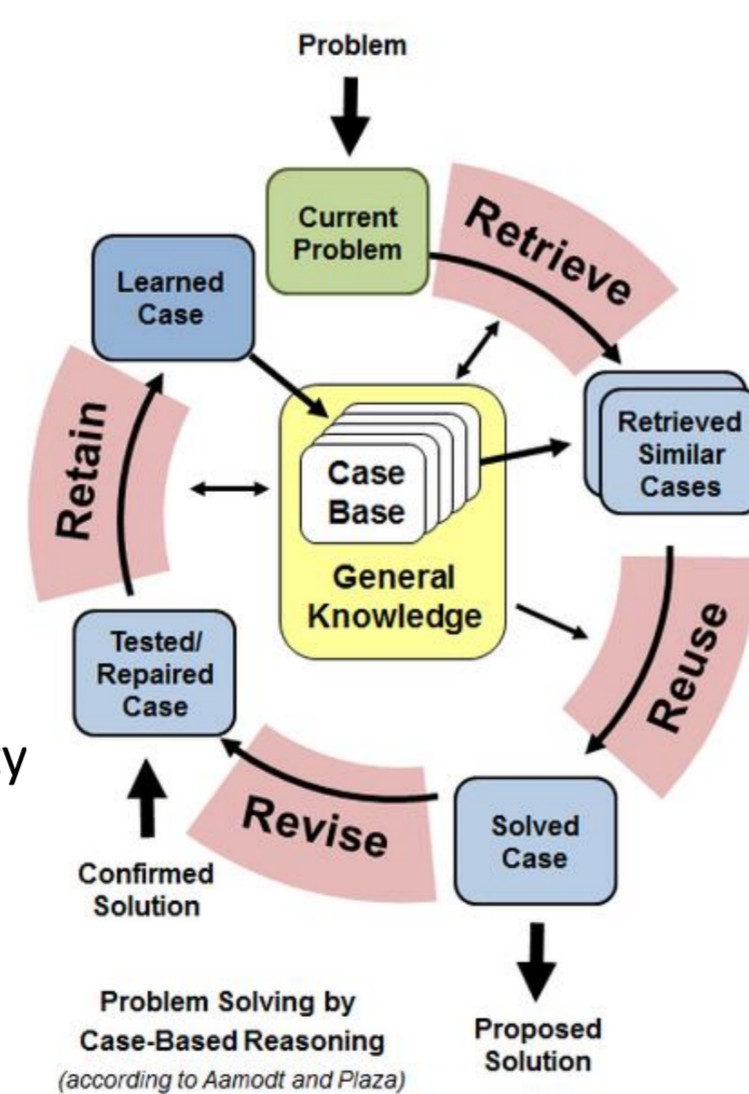 Problem
Current
Problem
Retrieve
Learned
Case
Retrieved
Similar
Cases
Case
Base
General
Knowledge
Retain
Reuse
Tested/
Repaired
Case
ty
Revise
Solved
Case
Confirmed
Solution
Proposed
Solution
Problem Solving by
Case-Based Reasoning
(according to Aamodt and Plaza)